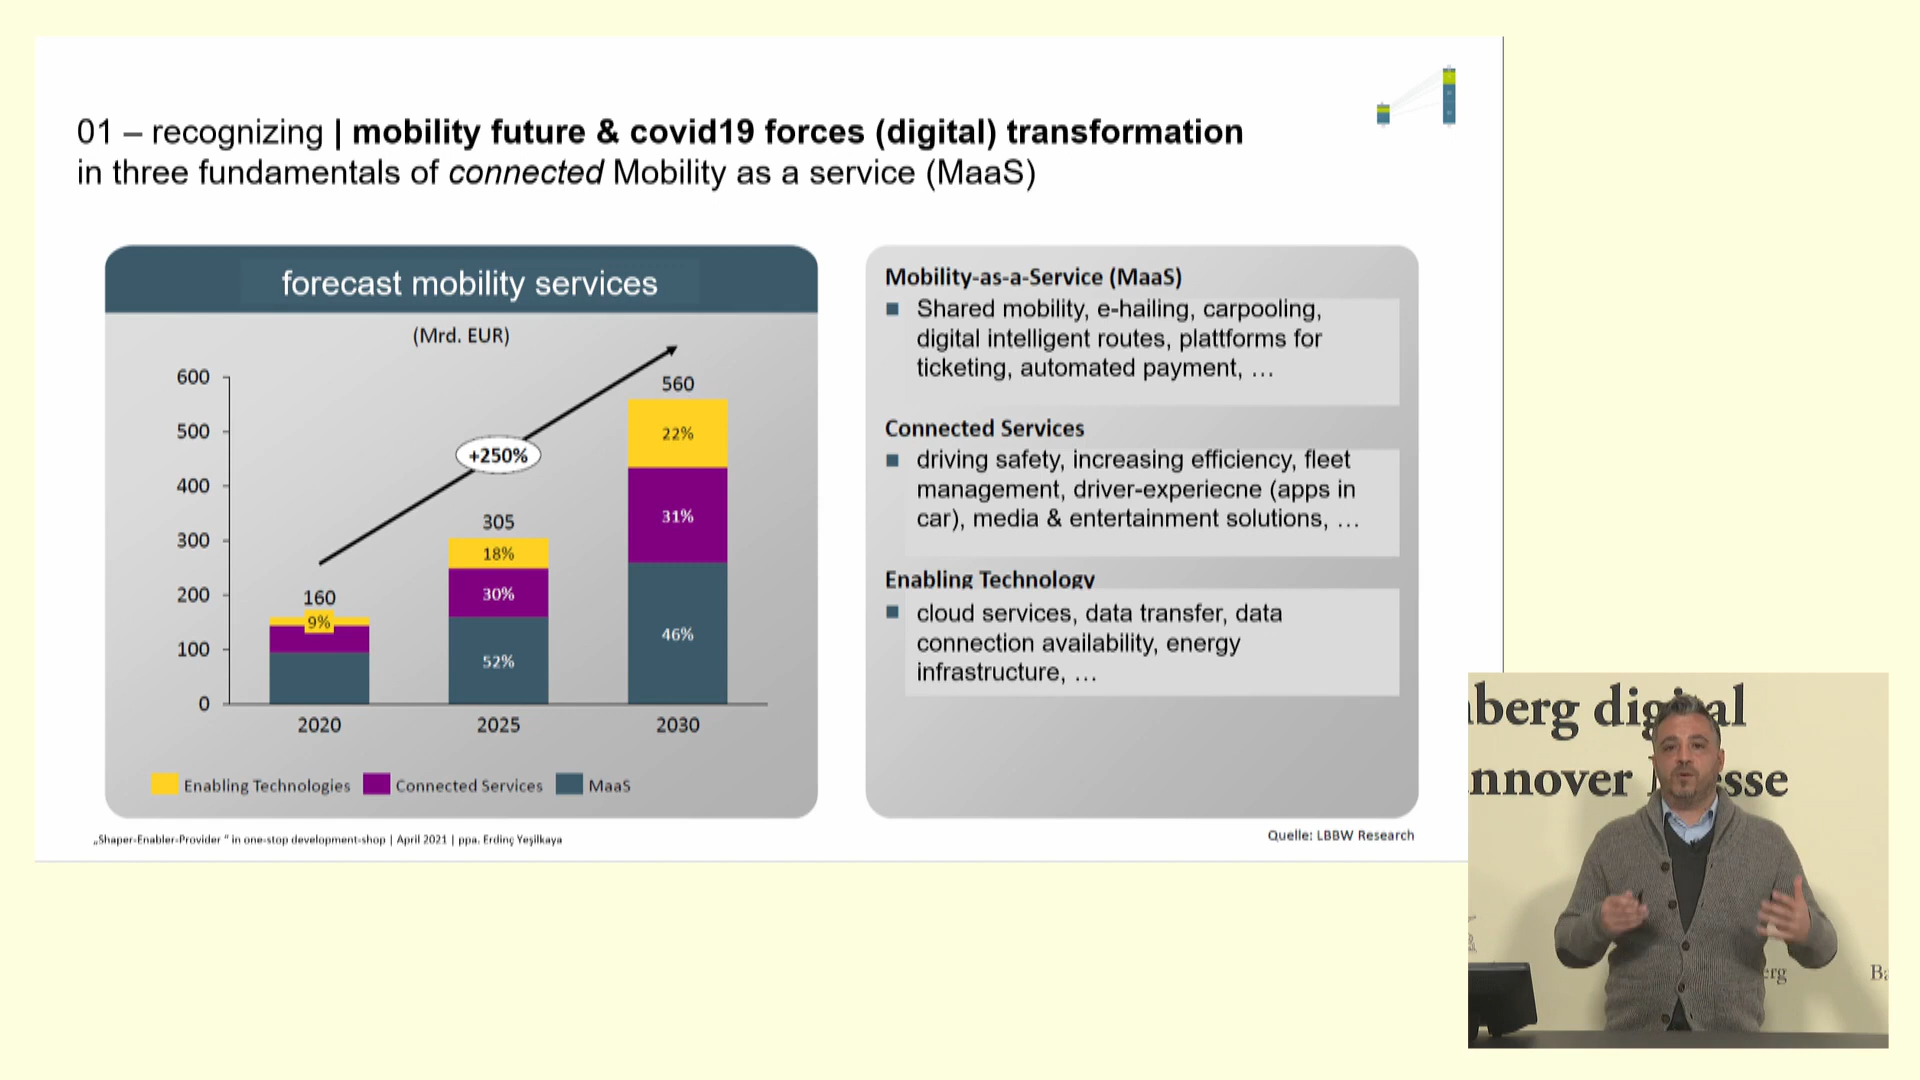 01 – recognizing | mobility future & covid19 forces (digital) transformation
in three fundamentals of connected Mobility as a service (MaaS)
forecast mobility services
(Mrd. EUR)
600
500
400
300
200
100
0
+250%
160
9%
305
18%
30%
52%
560
22%
31%
46%
2020
2025
2030
Enabling Technologies
Connected Services
MaaS
Mobility-as-a-Service (MaaS)
Shared mobility, e-hailing, carpooling,
digital intelligent routes, plattforms for
ticketing, automated payment, …
Connected Services
driving safety, increasing efficiency, fleet
management, driver-experiecne (apps in
car), media & entertainment solutions, …
Enabling Technology
cloud services, data transfer, data
connection availability, energy
infrastructure, …
„Shaper-Enabler-Provider “ in one-stop development-shop | April 2021 | ppa. Erdinç Yeşilkaya
Quelle: LBBW Research
berg digital
nnover Messe
erg
Ba